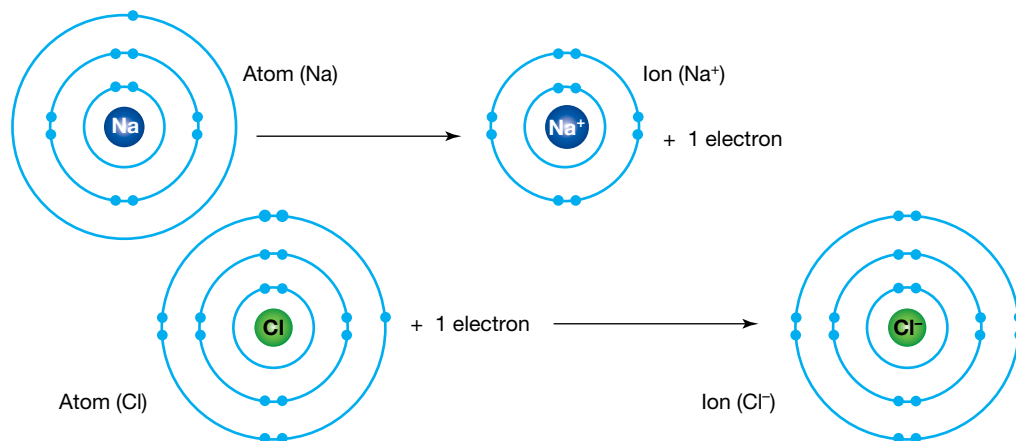 Atom (Na)
Ion (Na⁺)
Na
Na⁺
+ 1 electron
Cl
+ 1 electron
Cl⁻
Atom (Cl)
Ion (Cl⁻)